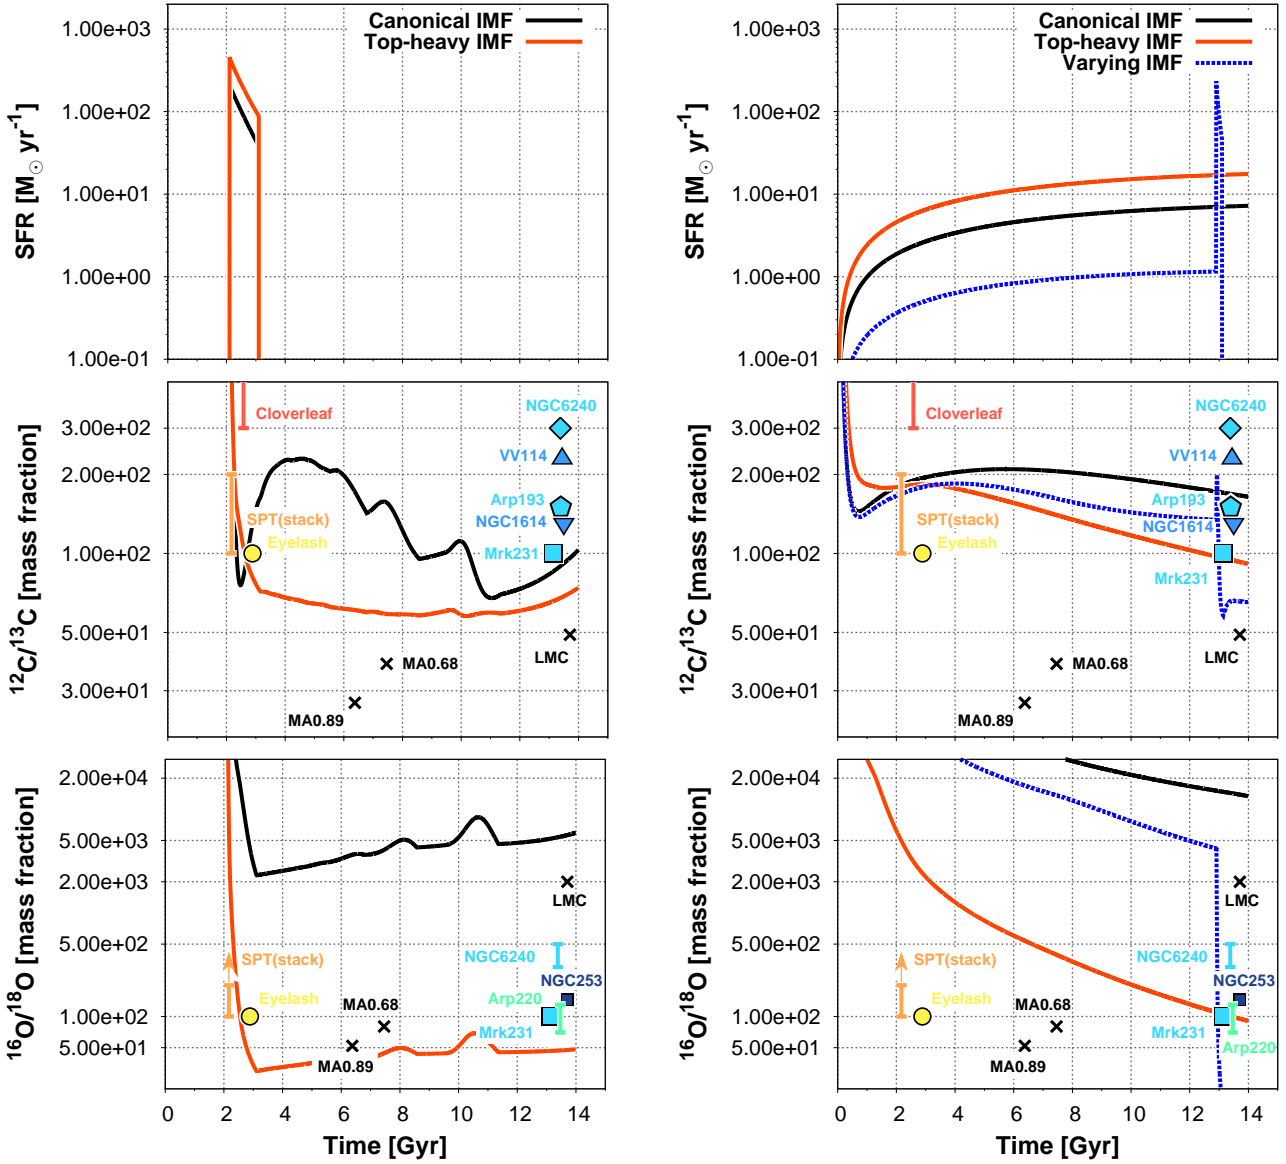 Canonical IMF
Top-heavy IMF
1.00e+03
1.00e+02
1.00e+01
1.00e+00
1.00e-01
SFR [M☉ yr⁻¹]
Canonical IMF
Top-heavy IMF
Varying IMF
1.00e+03
1.00e+02
1.00e+01
1.00e+00
1.00e-01
SFR [M☉ yr⁻¹]
3.00e+02
2.00e+02
1.00e+02
5.00e+01
3.00e+01
¹²C/¹³C [mass fraction]
Cloverleaf
NGC6240
VV114
Arp193
NGC1614
SPT(stack)
Eyelash
Mrk231
LMC
MA0.68
MA0.89
3.00e+02
2.00e+02
1.00e+02
5.00e+01
3.00e+01
¹²C/¹³C [mass fraction]
Cloverleaf
NGC6240
VV114
Arp193
NGC1614
SPT(stack)
Eyelash
Mrk231
LMC
MA0.68
MA0.89
2.00e+04
5.00e+03
2.00e+03
5.00e+02
1.00e+02
5.00e+01
¹⁶O/¹⁸O [mass fraction]
LMC
NGC6240
SPT(stack)
NGC253
Eyelash
Arp220
MA0.68
Mrk231
MA0.89
0 2 4 6 8 10 12 14
Time [Gyr]
2.00e+04
5.00e+03
2.00e+03
5.00e+02
1.00e+02
5.00e+01
¹⁶O/¹⁸O [mass fraction]
LMC
NGC6240
SPT(stack)
NGC253
Eyelash
MA0.68
Mrk231
Arp220
MA0.89
0 2 4 6 8 10 12 14
Time [Gyr]